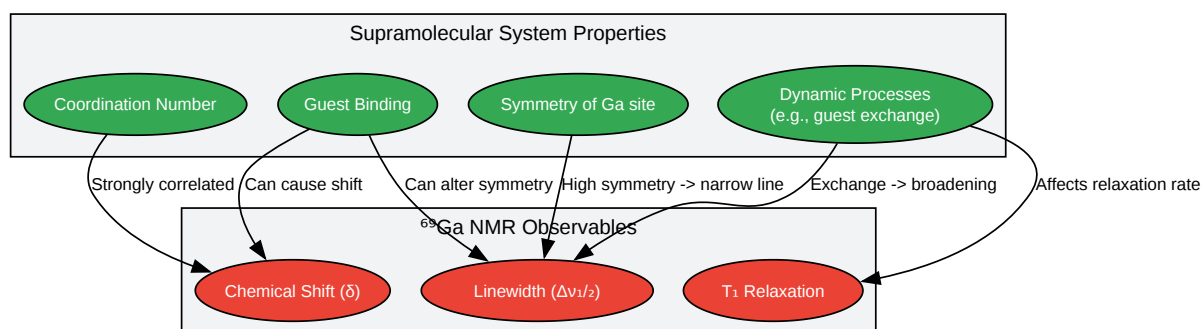 Supramolecular System Properties
Coordination Number
Guest Binding
Symmetry of Ga site
Dynamic Processes
(e.g., guest exchange)
Strongly correlated
Can cause shift
Can alter symmetry
High symmetry -> narrow line
Exchange -> broadening
Affects relaxation rate
⁶⁹Ga NMR Observables
Chemical Shift (δ)
Linewidth (Δν₁/₂)
T₁ Relaxation